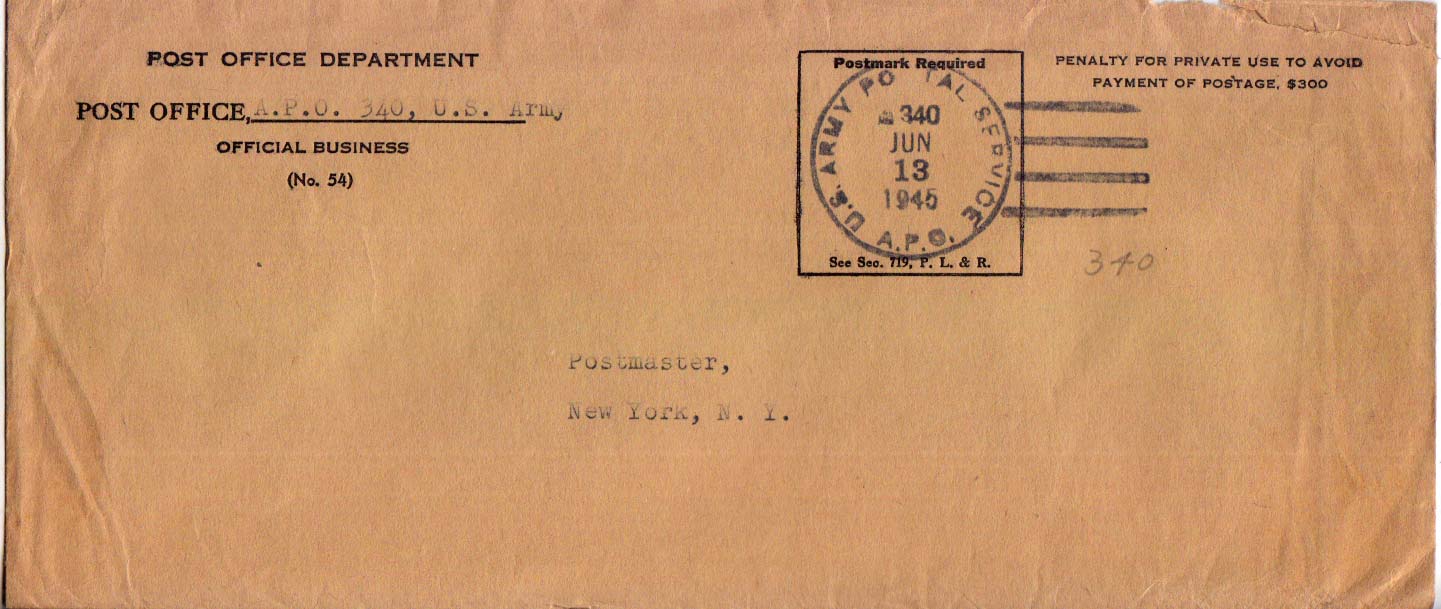 POST OFFICE DEPARTMENT
POST OFFICE, A.P.O. 340, U.S. Army
OFFICIAL BUSINESS
(No. 54)
Postmark Required
U.S. ARMY POSTAL SERVICE
340
JUN
13
1945
A.P.O.
See Sec. 719, P. L. & R.
PENALTY FOR PRIVATE USE TO AVOID
PAYMENT OF POSTAGE, $300
340
Postmaster,
New York, N. Y.